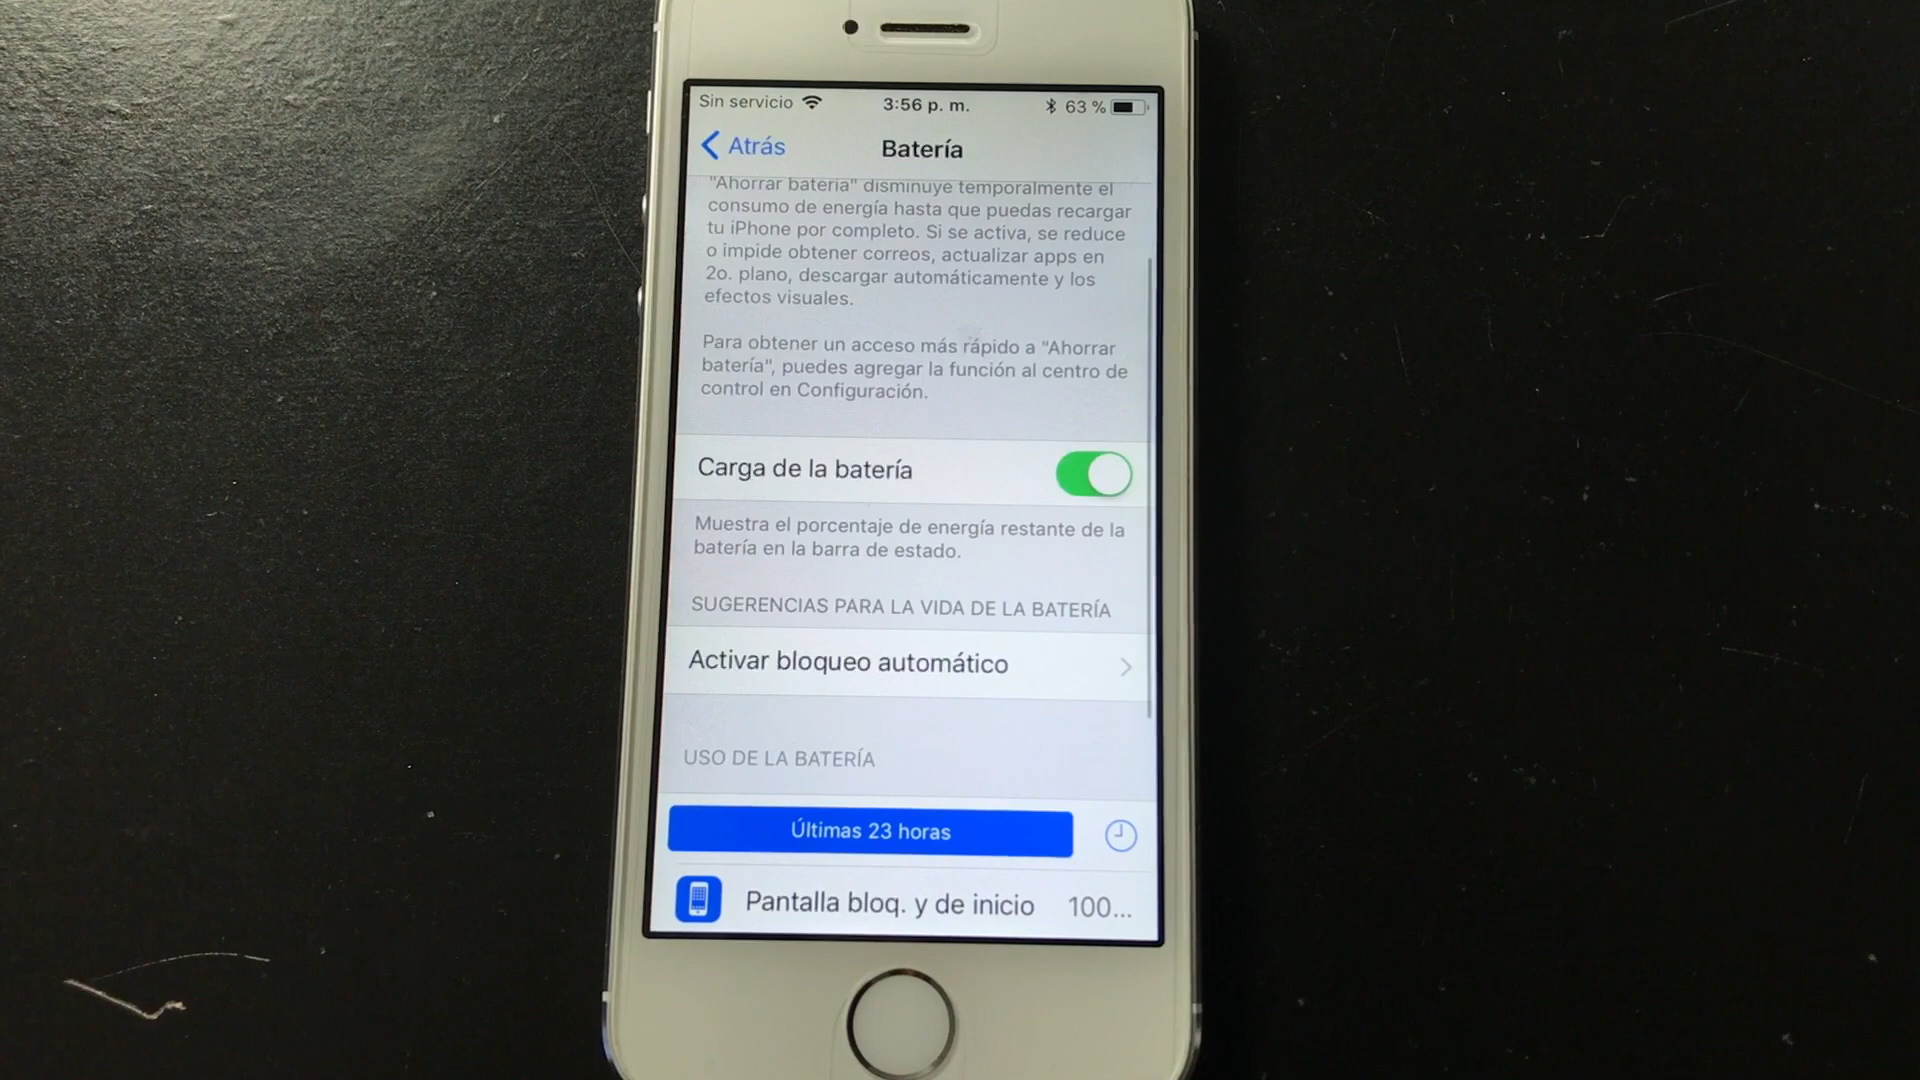 Sin servicio 3:56 p. m. 63 %
Atrás Batería
"Ahorrar batería" disminuye temporalmente el
consumo de energía hasta que puedas recargar
tu iPhone por completo. Si se activa, se reduce
o impide obtener correos, actualizar apps en
2o. plano, descargar automáticamente y los
efectos visuales.
Para obtener un acceso más rápido a "Ahorrar
batería", puedes agregar la función al centro de
control en Configuración.
Carga de la batería
Muestra el porcentaje de energía restante de la
batería en la barra de estado.
SUGERENCIAS PARA LA VIDA DE LA BATERÍA
Activar bloqueo automático
USO DE LA BATERÍA
Últimas 23 horas
Pantalla bloq. y de inicio 100...